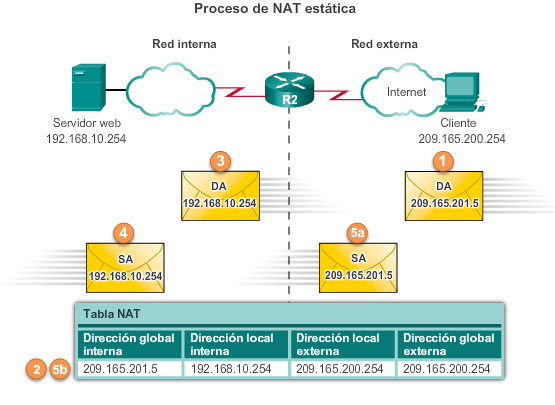 Proceso de NAT estática
Red interna
Red externa
R2
Internet
Servidor web
192.168.10.254
Cliente
209.165.200.254
3
DA
192.168.10.254
1
DA
209.165.201.5
4
SA
192.168.10.254
5a
SA
209.165.201.5
Tabla NAT
Dirección global interna
Dirección local interna
Dirección local externa
Dirección global externa
2 5b
209.165.201.5
192.168.10.254
209.165.200.254
209.165.200.254